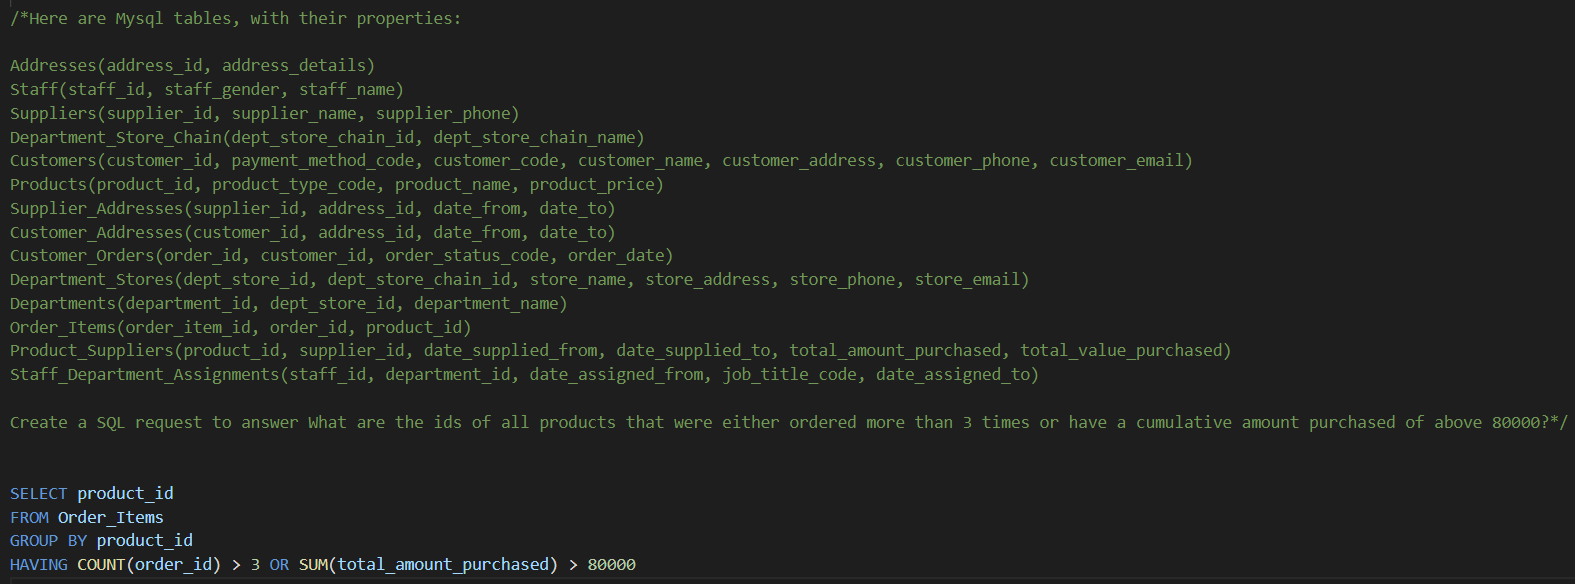 /*Here are Mysql tables, with their properties:
Addresses(address_id, address_details)
Staff(staff_id, staff_gender, staff_name)
Suppliers(supplier_id, supplier_name, supplier_phone)
Department_Store_Chain(dept_store_chain_id, dept_store_chain_name)
Customers(customer_id, payment_method_code, customer_code, customer_name, customer_address, customer_phone, customer_email)
Products(product_id, product_type_code, product_name, product_price)
Supplier_Addresses(supplier_id, address_id, date_from, date_to)
Customer_Addresses(customer_id, address_id, date_from, date_to)
Customer_Orders(order_id, customer_id, order_status_code, order_date)
Department_Stores(dept_store_id, dept_store_chain_id, store_name, store_address, store_phone, store_email)
Departments(department_id, dept_store_id, department_name)
Order_Items(order_item_id, order_id, product_id)
Product_Suppliers(product_id, supplier_id, date_supplied_from, date_supplied_to, total_amount_purchased, total_value_purchased)
Staff_Department_Assignments(staff_id, department_id, date_assigned_from, job_title_code, date_assigned_to)
Create a SQL request to answer What are the ids of all products that were either ordered more than 3 times or have a cumulative amount purchased of above 80000?*/
SELECT product_id
FROM Order_Items
GROUP BY product_id
HAVING COUNT(order_id) > 3 OR SUM(total_amount_purchased) > 80000